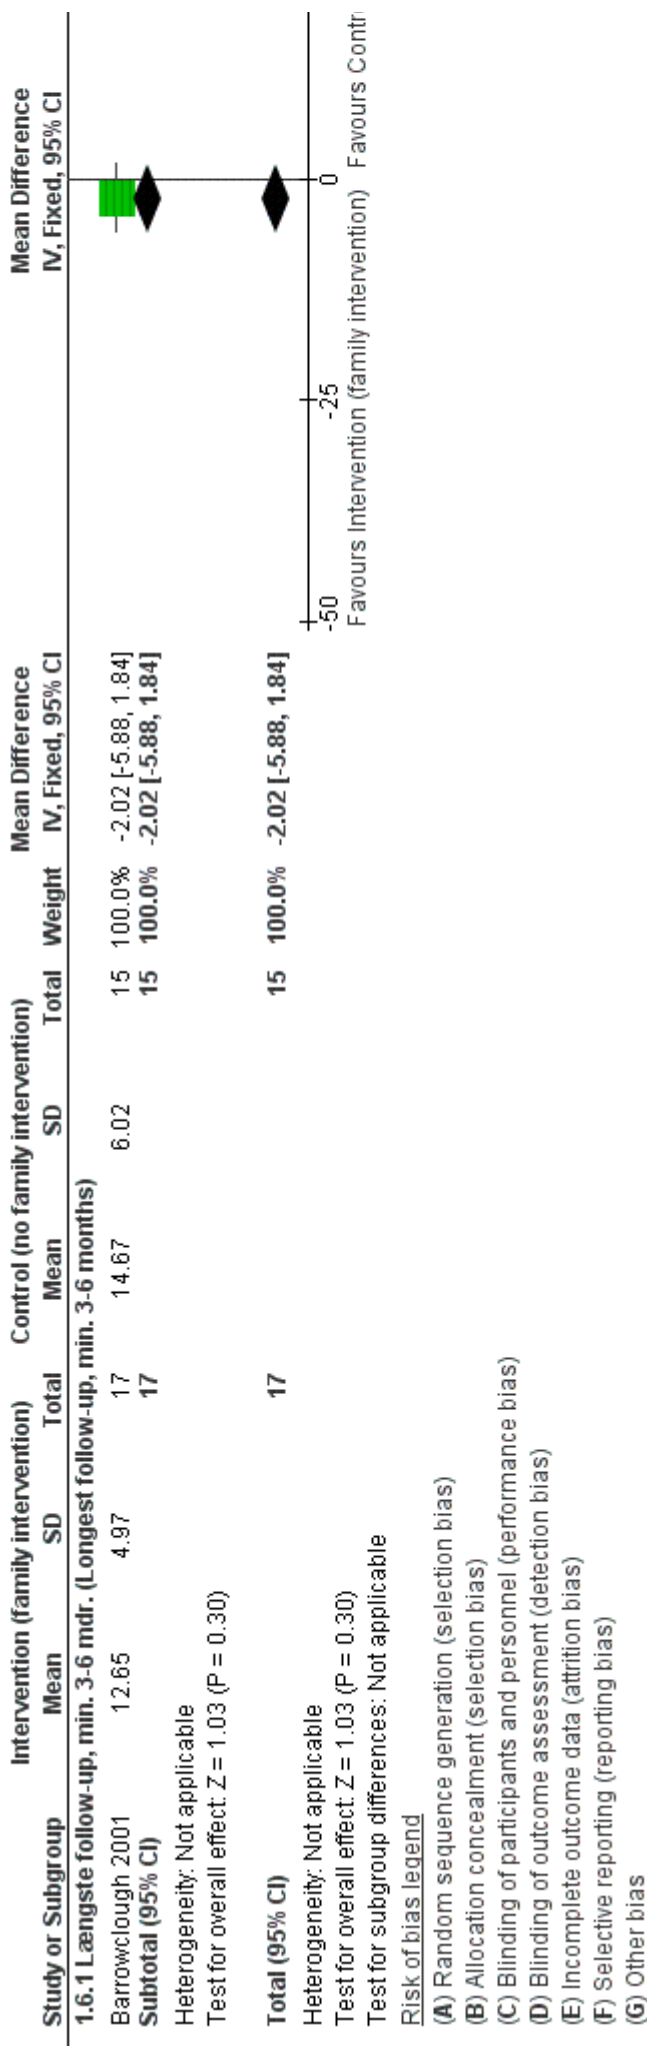 Intervention (family intervention) Control (no family intervention) Mean Difference Mean Difference
Study or Subgroup Mean SD Total Mean SD Total Weight IV, Fixed, 95% CI IV, Fixed, 95% CI
1.6.1 Længste follow-up, min. 3-6 mdr. (Longest follow-up, min. 3-6 months)
Barrowclough 2001 12.65 4.97 17 14.67 6.02 15 100.0% -2.02 [-5.88, 1.84]
Subtotal (95% CI) 17 15 100.0% -2.02 [-5.88, 1.84]
Heterogeneity: Not applicable
Test for overall effect: Z = 1.03 (P = 0.30)
Total (95% CI) 17 15 100.0% -2.02 [-5.88, 1.84]
Heterogeneity: Not applicable
Test for overall effect: Z = 1.03 (P = 0.30)
Test for subgroup differences: Not applicable
-50 -25 0
Favours Intervention (family intervention) Favours Contr
Risk of bias legend
(A) Random sequence generation (selection bias)
(B) Allocation concealment (selection bias)
(C) Blinding of participants and personnel (performance bias)
(D) Blinding of outcome assessment (detection bias)
(E) Incomplete outcome data (attrition bias)
(F) Selective reporting (reporting bias)
(G) Other bias